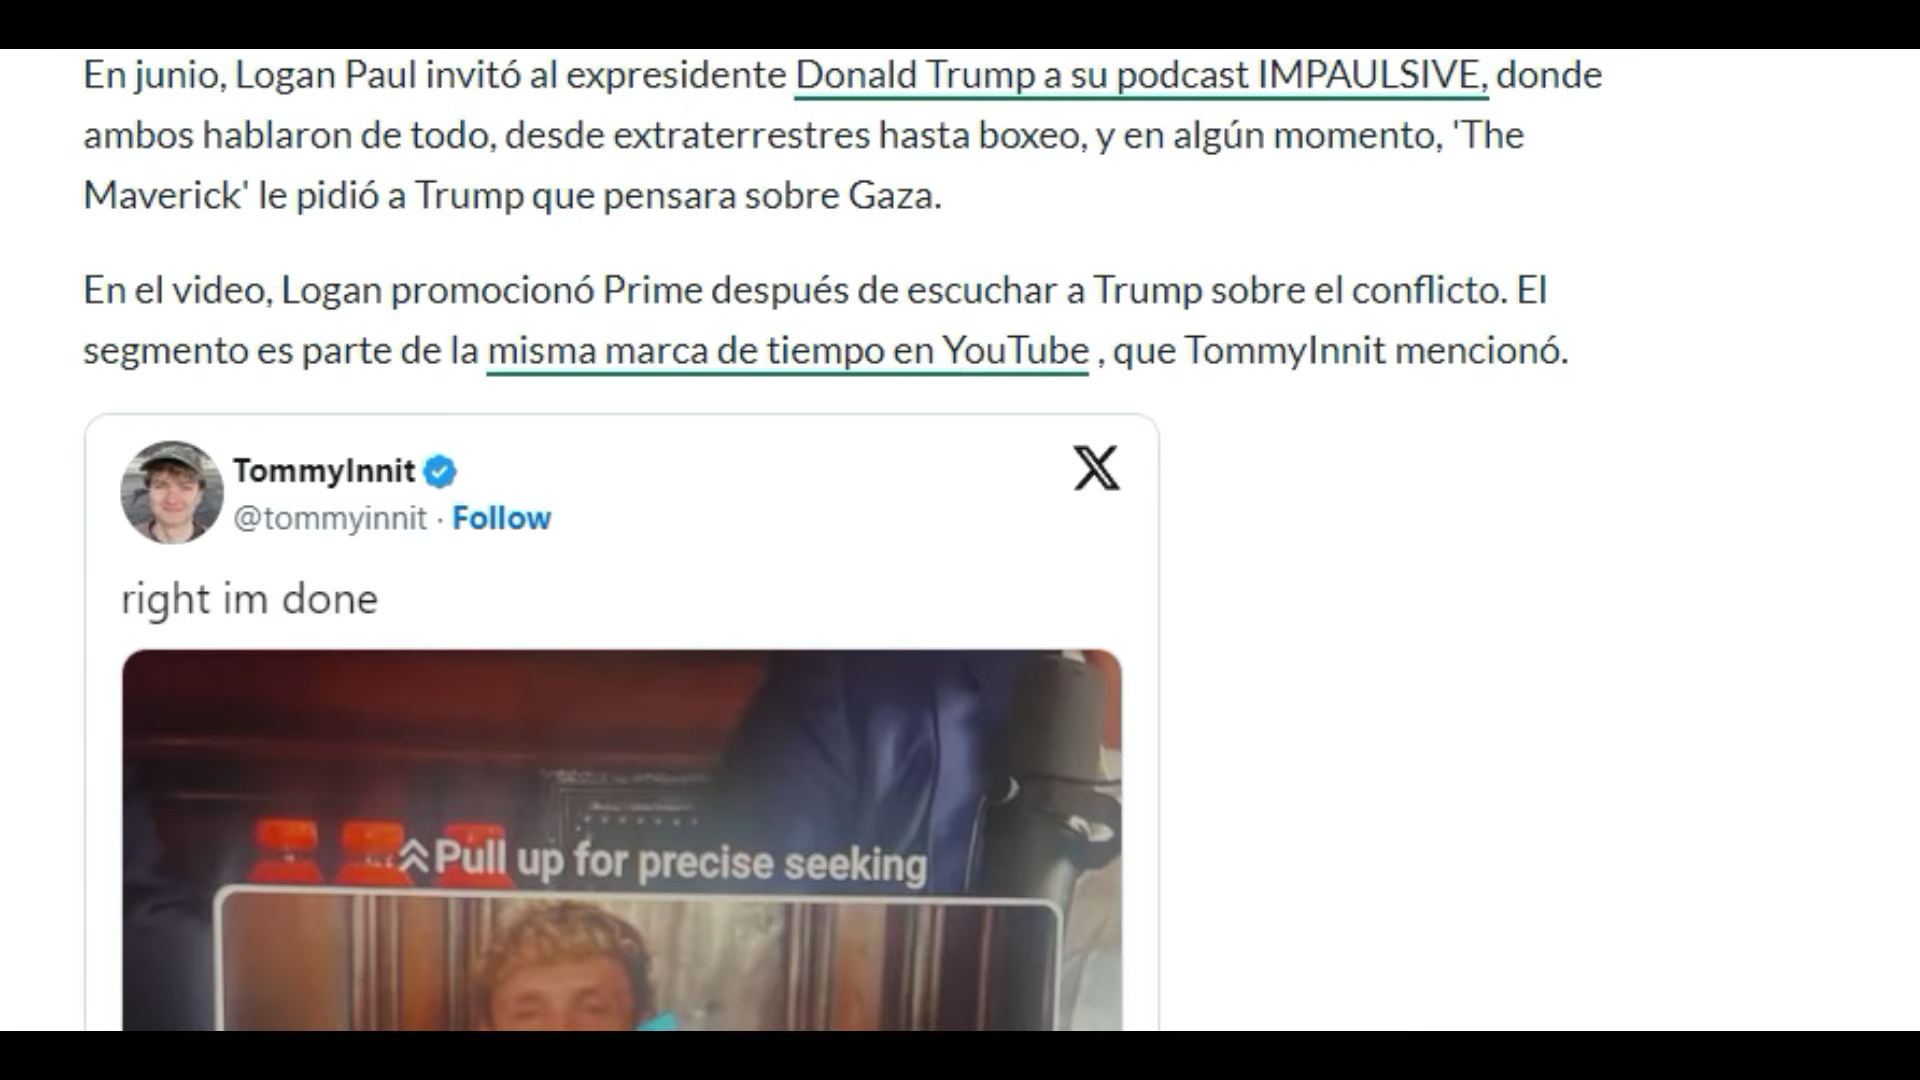 En junio, Logan Paul invitó al expresidente Donald Trump a su podcast IMPAULSIVE, donde
ambos hablaron de todo, desde extraterrestres hasta boxeo, y en algún momento, 'The
Maverick' le pidió a Trump que pensara sobre Gaza.
En el video, Logan promocionó Prime después de escuchar a Trump sobre el conflicto. El
segmento es parte de la misma marca de tiempo en YouTube , que TommyInnit mencionó.
TommyInnit
@tommyinnit · Follow
right im done
Pull up for precise seeking